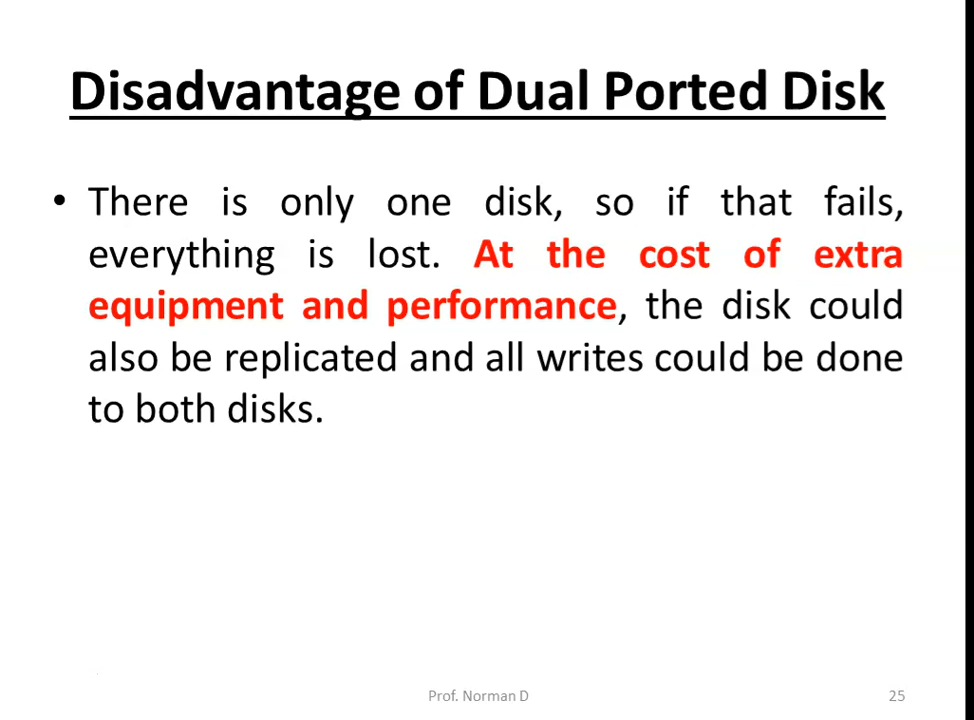 Disadvantage of Dual Ported Disk
• There is only one disk, so if that fails,
everything is lost. At the cost of extra
equipment and performance, the disk could
also be replicated and all writes could be done
to both disks.
Prof. Norman D
25